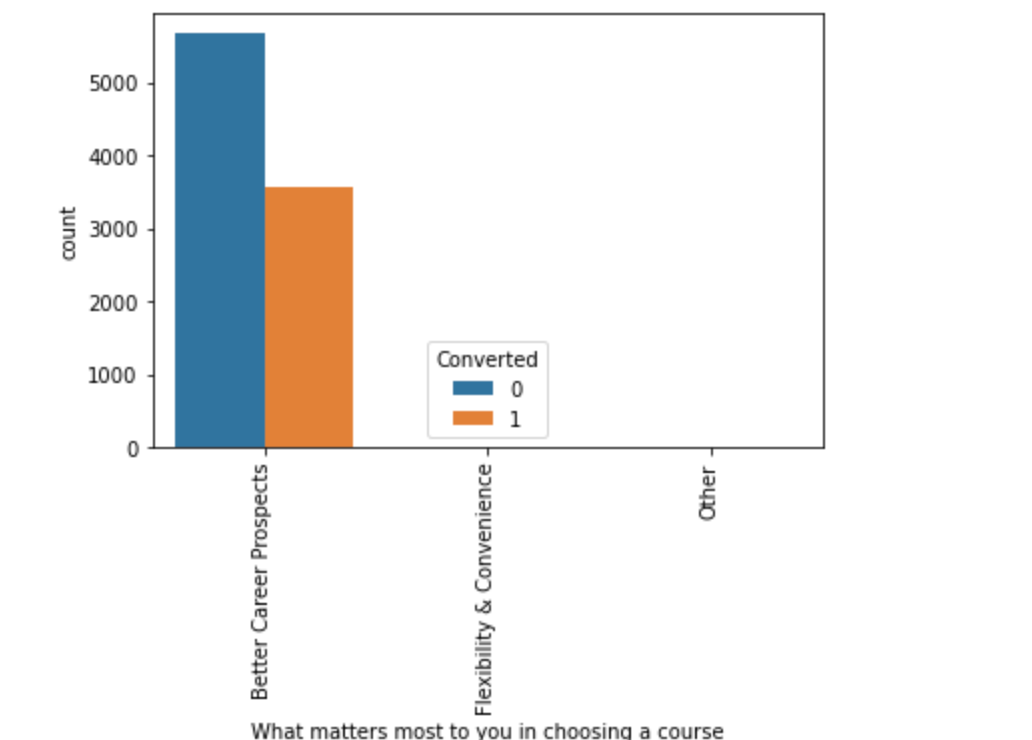 5000
4000
3000
2000
1000
0
count
Converted
0
1
Better Career Prospects
Flexibility & Convenience
Other
What matters most to you in choosing a course